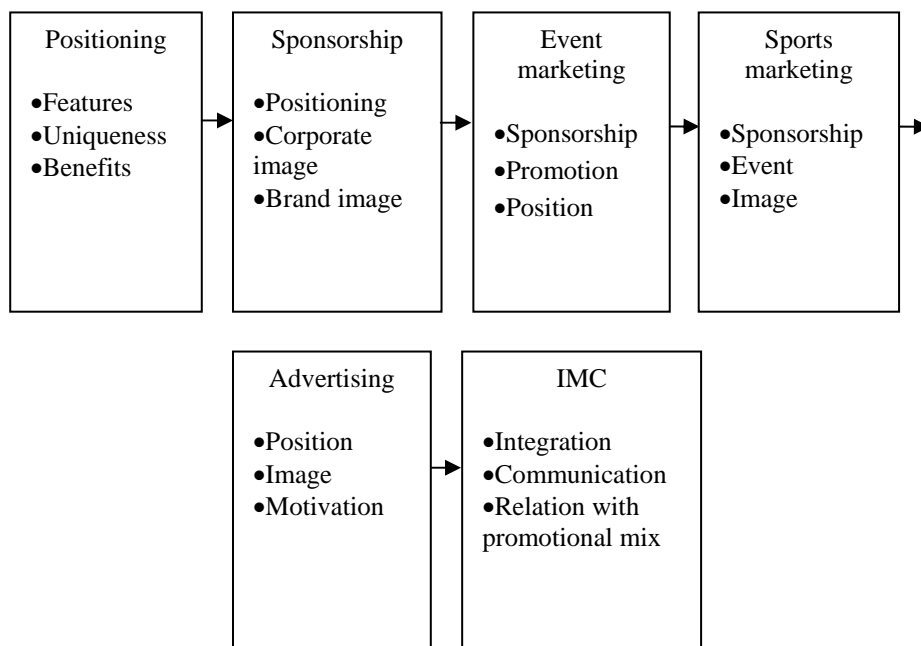 Positioning
•Features
•Uniqueness
•Benefits
Sponsorship
•Positioning
•Corporate
image
•Brand image
Event
marketing
•Sponsorship
•Promotion
•Position
Sports
marketing
•Sponsorship
•Event
•Image
Advertising
•Position
•Image
•Motivation
IMC
•Integration
•Communication
•Relation with
promotional mix